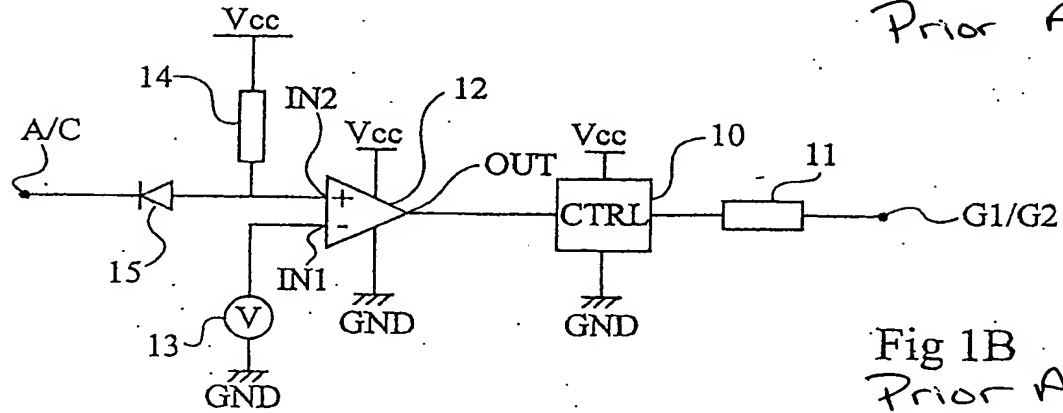 Prior A
Vcc
14
IN2
12
A/C
Vcc
OUT
Vcc
10
11
+
-
CTRL
G1/G2
15
IN1
13
V
GND
GND
GND
Fig 1B
Prior A